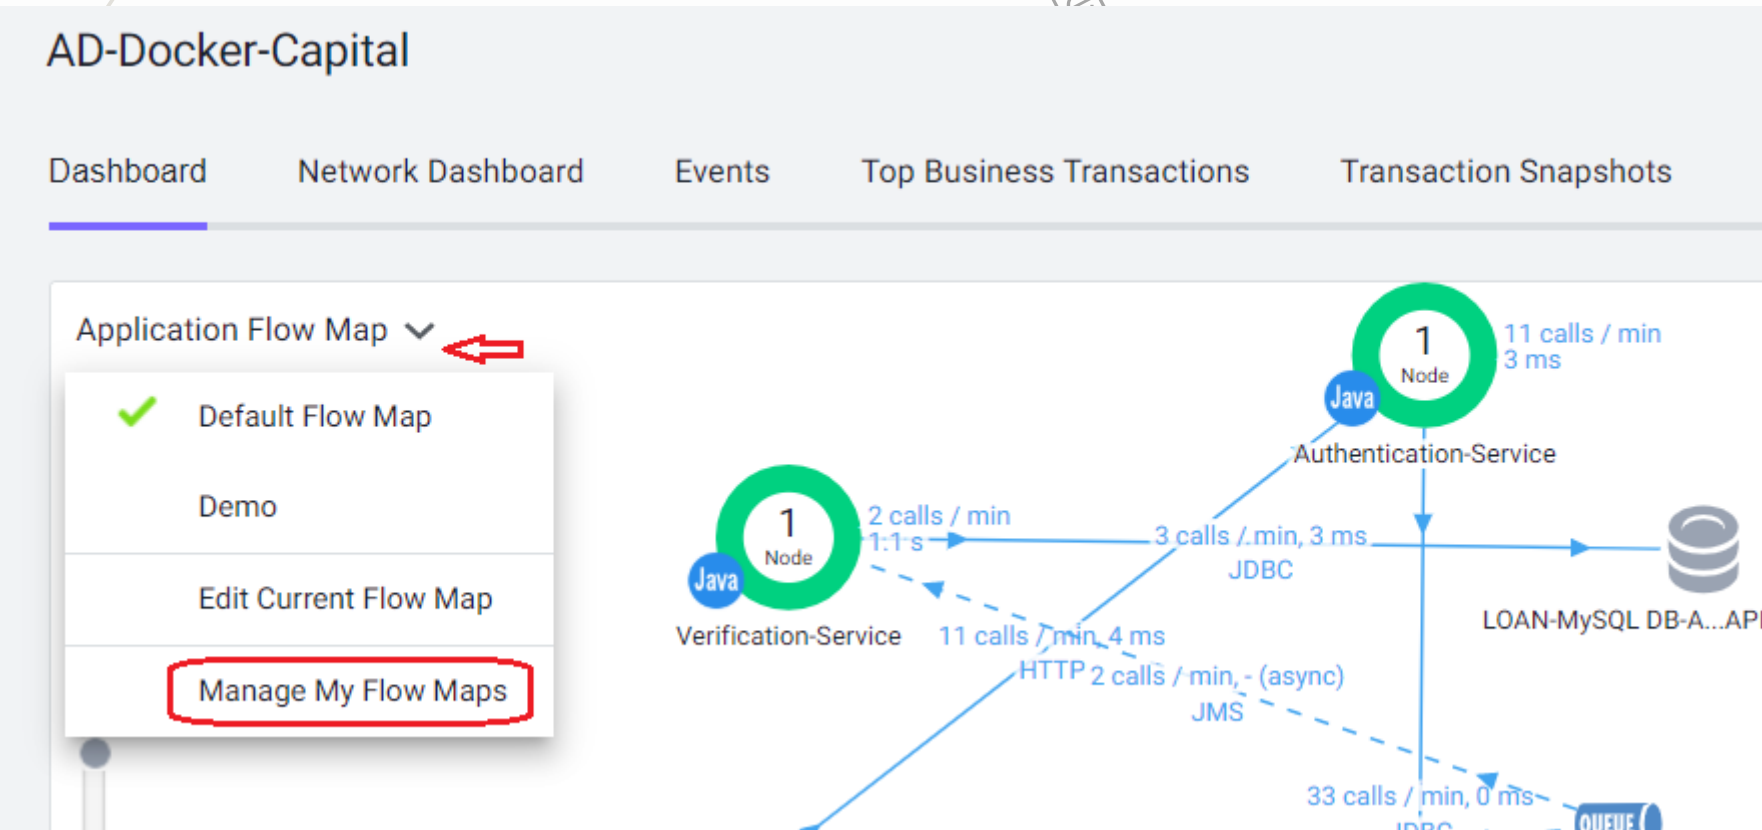 AD-Docker-Capital
Dashboard
Network Dashboard
Events
Top Business Transactions
Transaction Snapshots
Application Flow Map
Default Flow Map
Demo
Edit Current Flow Map
Manage My Flow Maps
1
Node
Java
Authentication-Service
11 calls / min
3 ms
1
Node
Java
Verification-Service
2 calls / min
1.1 s
3 calls / min, 3 ms
JDBC
LOAN-MySQL DB-A...API
11 calls / min, 4 ms
HTTP
2 calls / min, - (async)
JMS
33 calls / min, 0 ms
JDBC
QUEUE